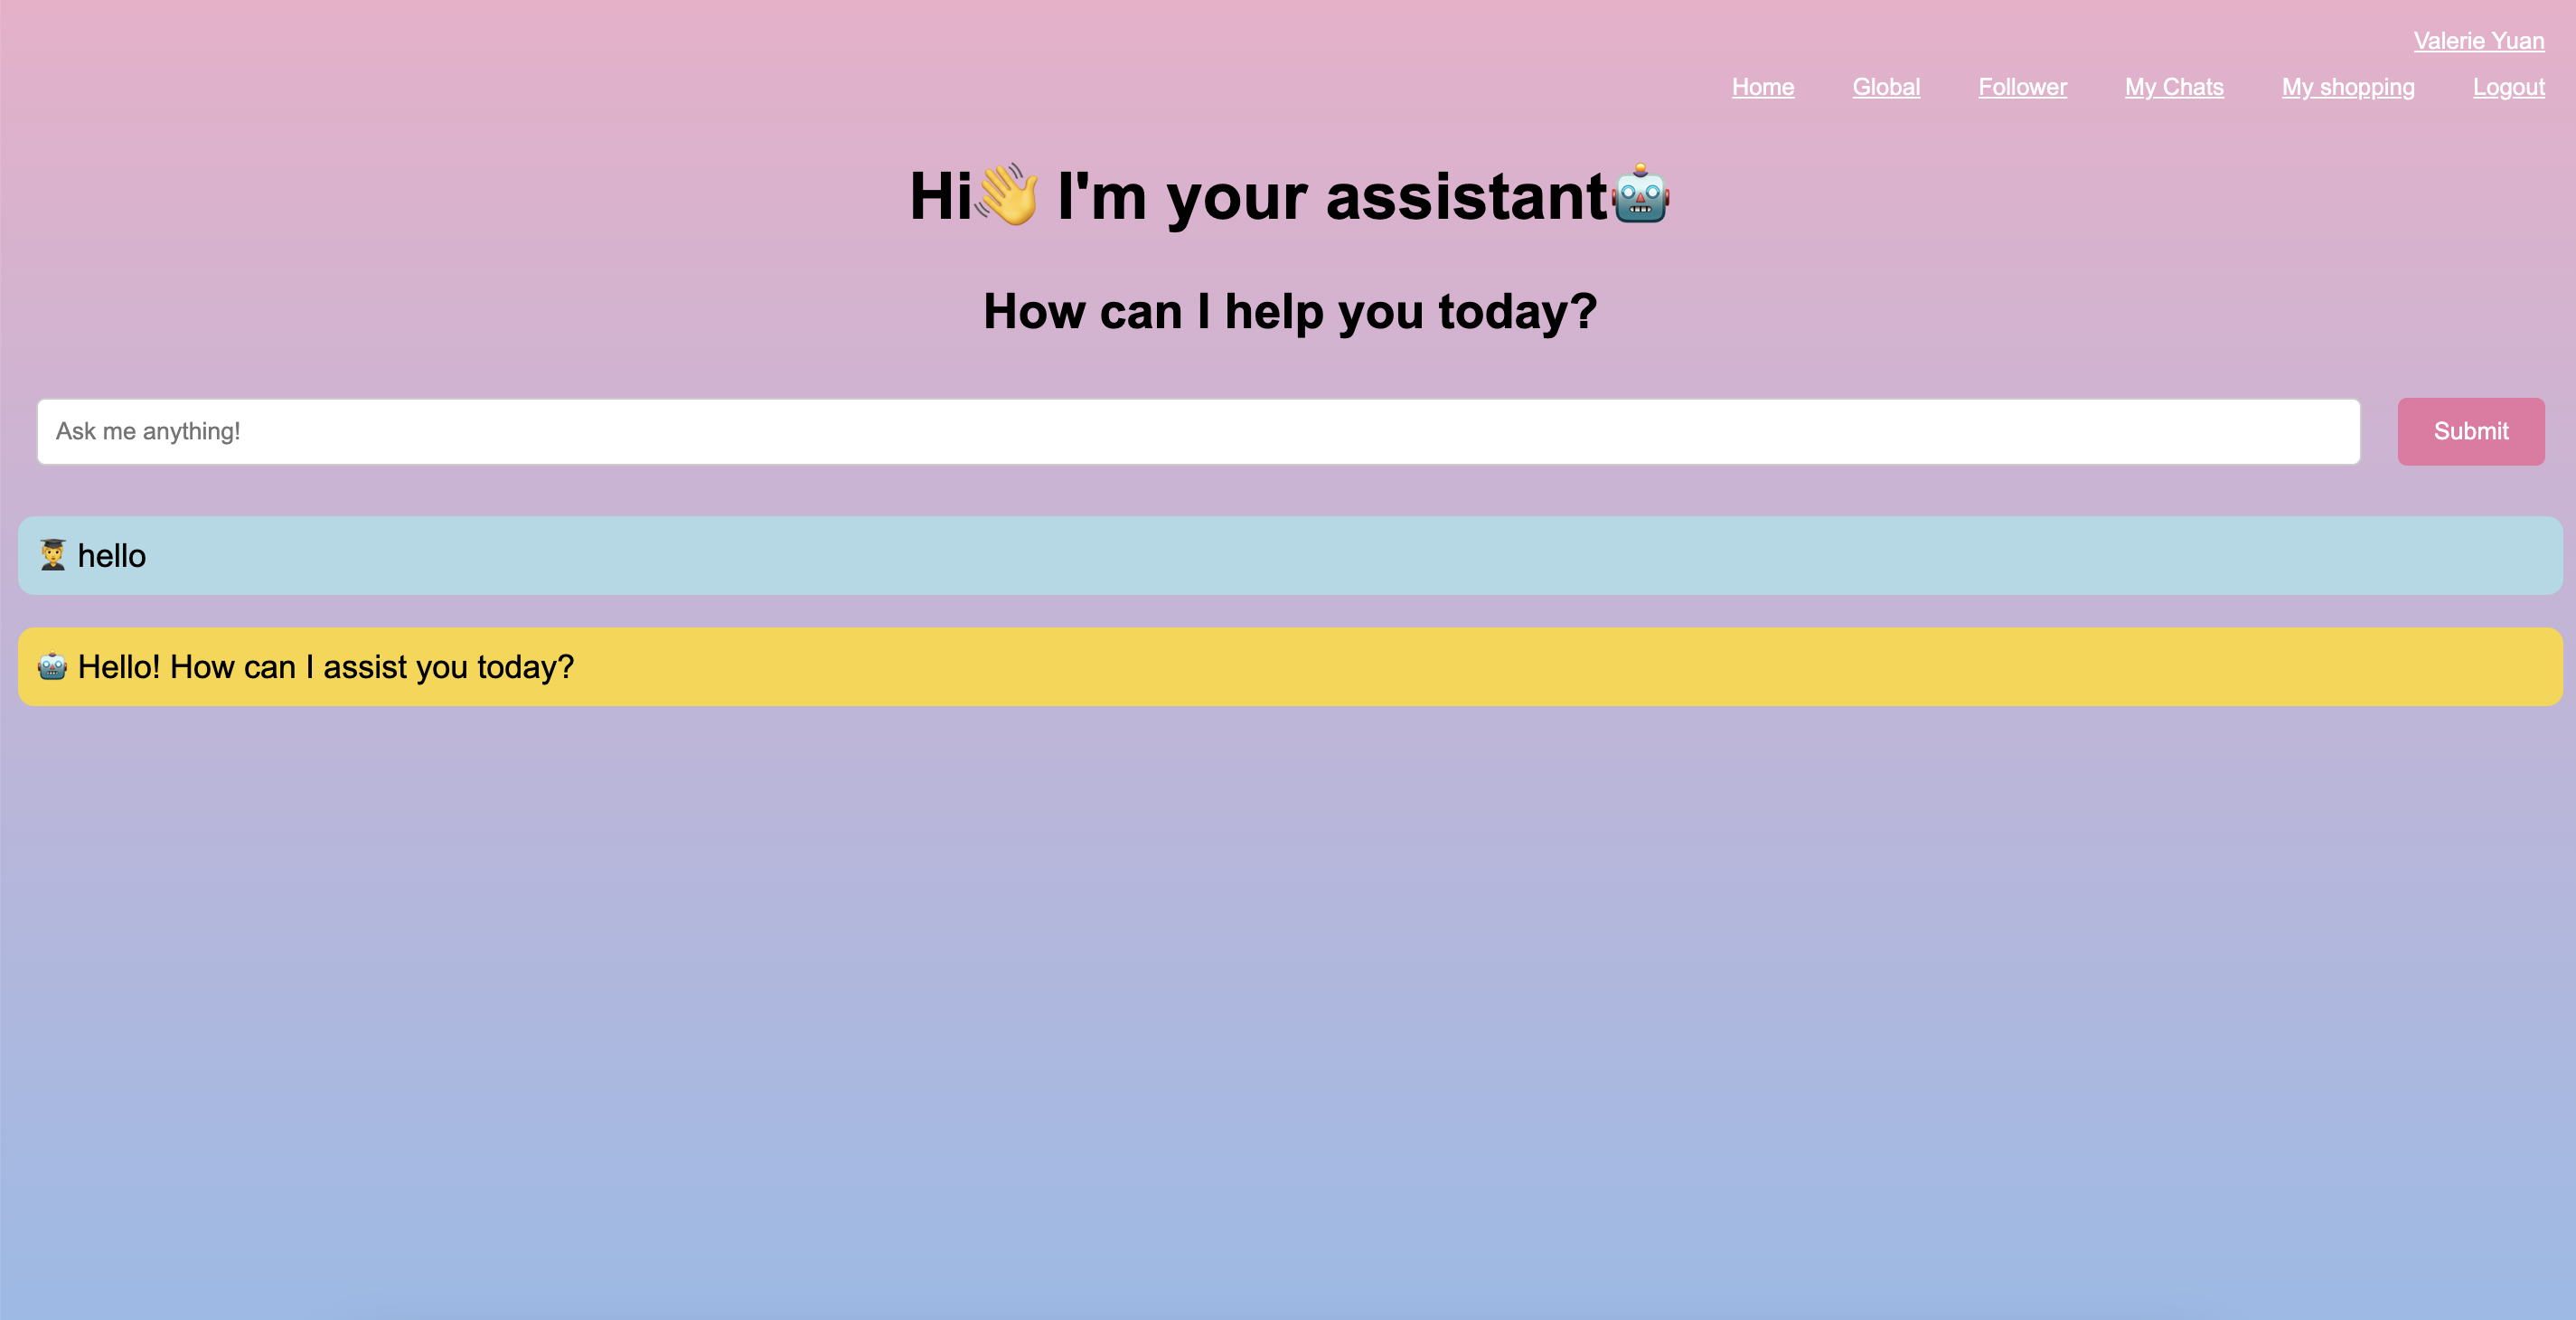 Valerie Yuan
Home Global Follower My Chats My shopping Logout
Hi👋 I'm your assistant🤖
How can I help you today?
Ask me anything! Submit
🧑‍🎓 hello
🤖 Hello! How can I assist you today?